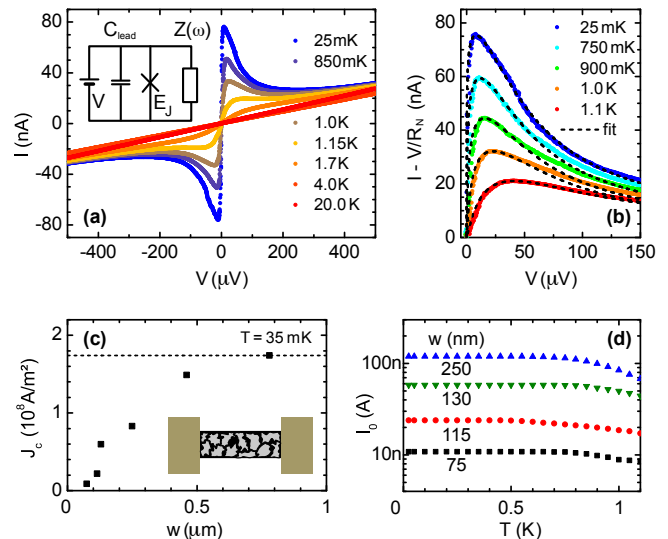 C_lead Z(ω)
V E_J
25mK
850mK
1.0K
1.15K
1.7K
4.0K
20.0K
80
40
0
-40
-80
I (nA)
(a)
-400 -200 0 200 400
V (µV)
25 mK
750 mK
900 mK
1.0 K
1.1 K
fit
80
60
40
20
0
I - V/R_N (nA)
(b)
0 50 100 150
V (µV)
(c)
T = 35 mK
2
1
0
J_c (10⁸A/m²)
0 0.5 1
w (µm)
w (nm) (d)
250
130
115
75
100n
10n
I_0 (A)
0 0.5 1
T (K)